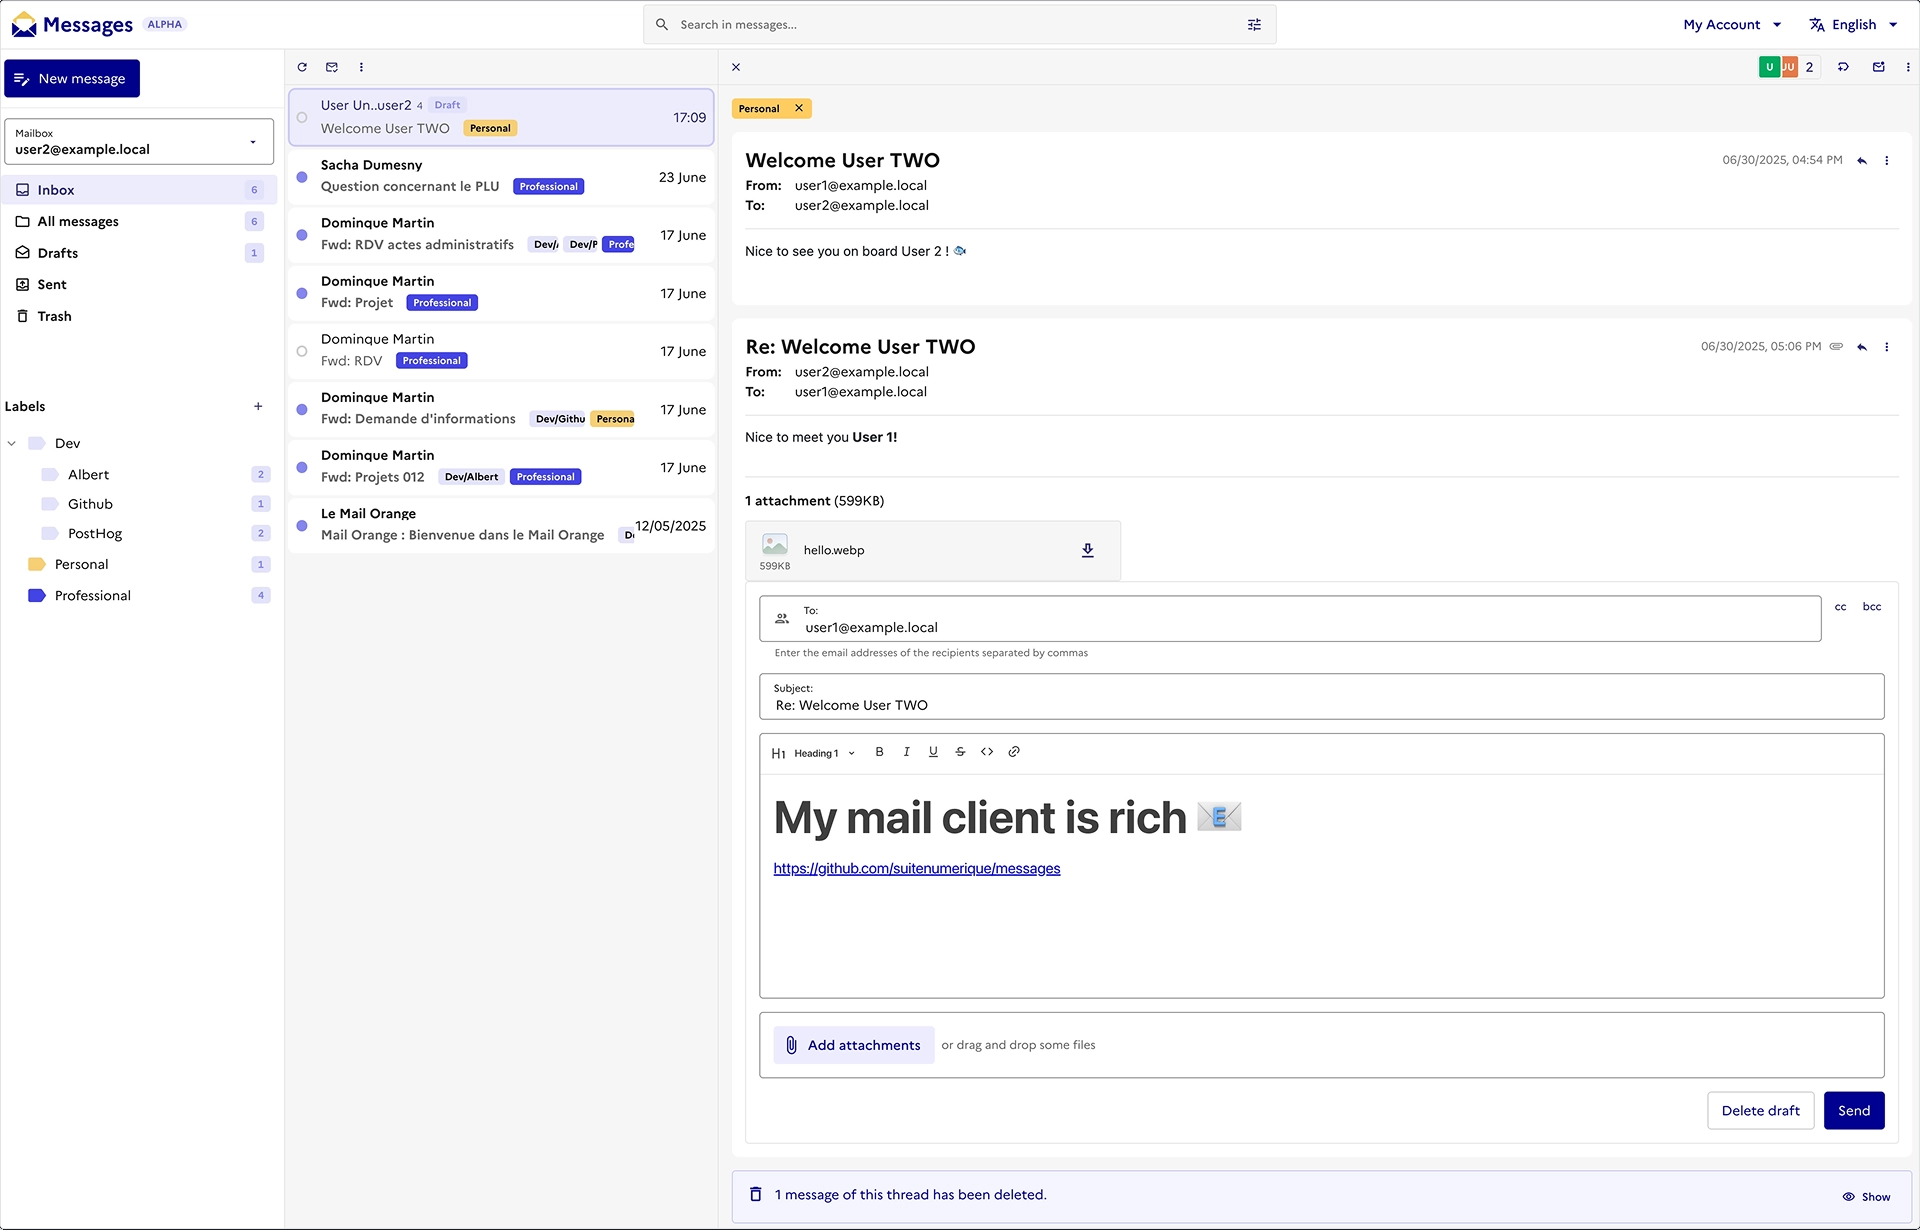 Messages ALPHA
Search in messages...
My Account
English
New message
Mailbox
user2@example.local
Inbox 6
All messages 6
Drafts 1
Sent
Trash
Labels
Dev
Albert 2
Github 1
PostHog 2
Personal 1
Professional 4
User Un..user2 4 Draft
Welcome User TWO Personal
17:09
Sacha Dumesny
Question concernant le PLU Professional
23 June
Dominque Martin
Fwd: RDV actes administratifs Dev/ Dev/P Profe
17 June
Dominque Martin
Fwd: Projet Professional
17 June
Dominque Martin
Fwd: RDV Professional
17 June
Dominque Martin
Fwd: Demande d'informations Dev/Githu Persona
17 June
Dominque Martin
Fwd: Projets 012 Dev/Albert Professional
17 June
Le Mail Orange
Mail Orange : Bienvenue dans le Mail Orange
12/05/2025
U UU 2
Personal
Welcome User TWO
06/30/2025, 04:54 PM
From: user1@example.local
To: user2@example.local
Nice to see you on board User 2 !
Re: Welcome User TWO
06/30/2025, 05:06 PM
From: user2@example.local
To: user1@example.local
Nice to meet you User 1!
1 attachment (599KB)
hello.webp
599KB
To:
user1@example.local
cc bcc
Enter the email addresses of the recipients separated by commas
Subject:
Re: Welcome User TWO
H1 Heading 1 B I U S <>
My mail client is rich 📧
https://github.com/suitenumerique/messages
Add attachments or drag and drop some files
Delete draft
Send
1 message of this thread has been deleted.
Show